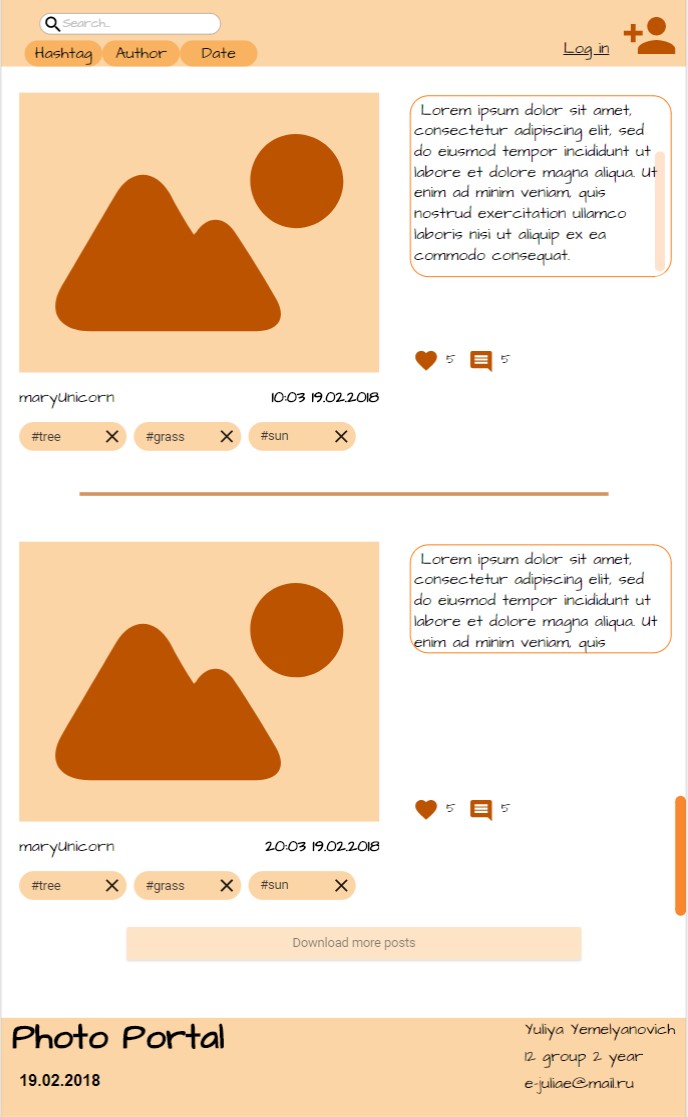 Search...
Hashtag Author Date
Log in
Lorem ipsum dolor sit amet,
consectetur adipiscing elit, sed
do eiusmod tempor incididunt ut
labore et dolore magna aliqua. Ut
enim ad minim veniam, quis
nostrud exercitation ullamco
laboris nisi ut aliquip ex ea
commodo consequat.
5 5
maryUnicorn 10:03 19.02.2018
#tree #grass #sun
Lorem ipsum dolor sit amet,
consectetur adipiscing elit, sed
do eiusmod tempor incididunt ut
labore et dolore magna aliqua. Ut
enim ad minim veniam, quis
5 5
maryUnicorn 20:03 19.02.2018
#tree #grass #sun
Download more posts
Photo Portal
19.02.2018
Yuliya Yemelyanovich
12 group 2 year
e-juliae@mail.ru